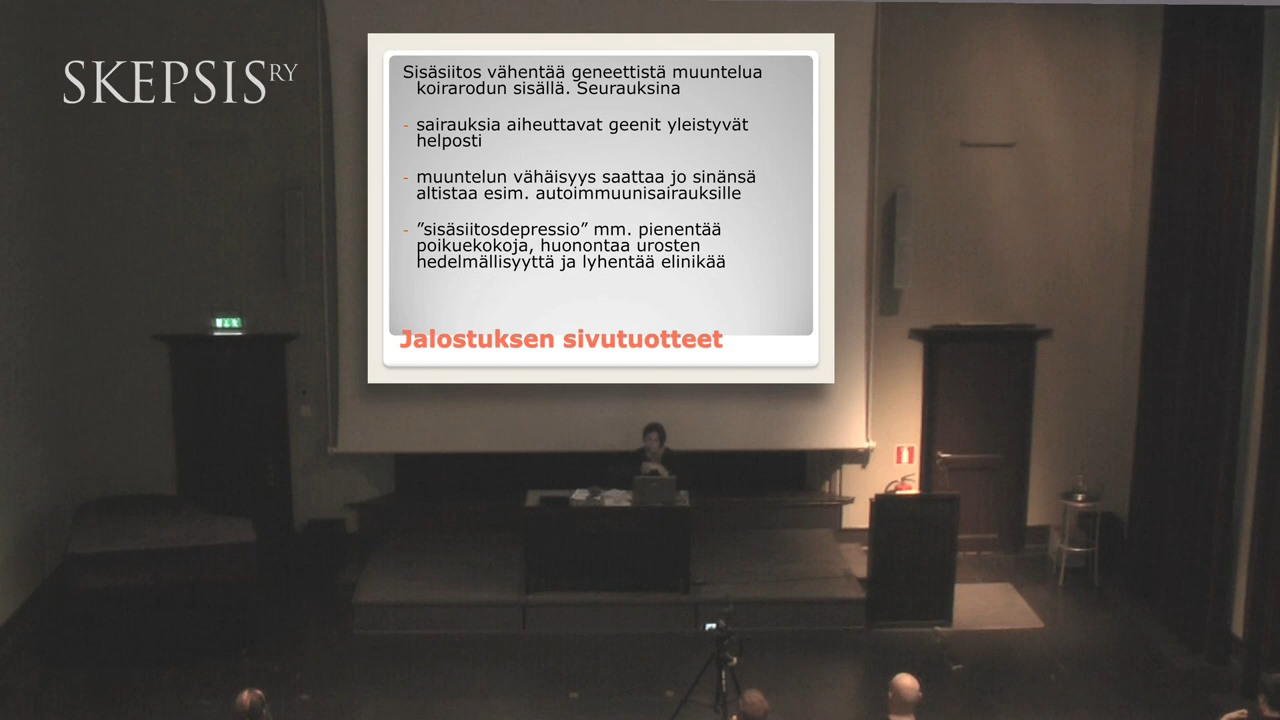 SKEPSIS RY
Sisäsiitos vähentää geneettistä muuntelua
koirarodun sisällä. Seurauksina
- sairauksia aiheuttavat geenit yleistyvät
helposti
- muuntelun vähäisyys saattaa jo sinänsä
altistaa esim. autoimmuunisairauksille
- ”sisäsiitosdepressio” mm. pienentää
poikuekokoja, huonontaa urosten
hedelmällisyyttä ja lyhentää elinikää
Jalostuksen sivutuotteet